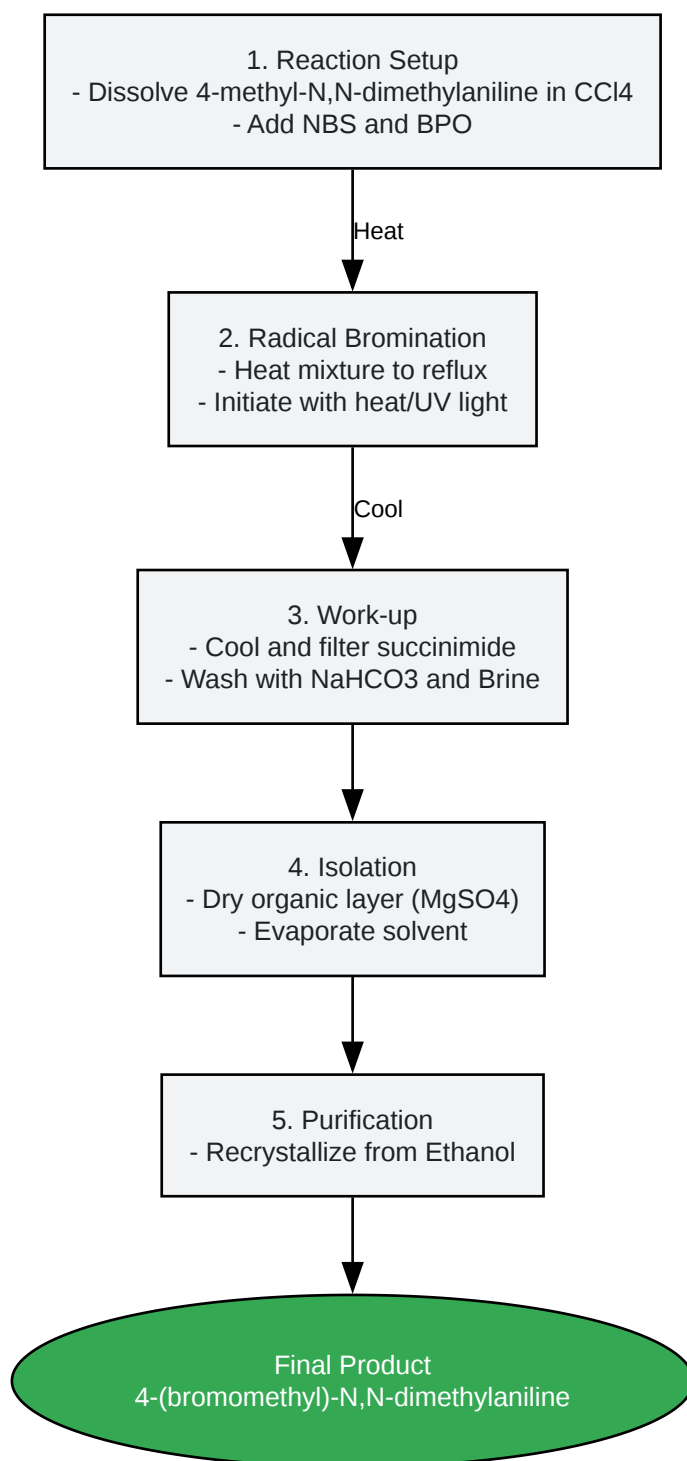 1. Reaction Setup
- Dissolve 4-methyl-N,N-dimethylaniline in CCl4
- Add NBS and BPO
Heat
2. Radical Bromination
- Heat mixture to reflux
- Initiate with heat/UV light
Cool
3. Work-up
- Cool and filter succinimide
- Wash with NaHCO3 and Brine
4. Isolation
- Dry organic layer (MgSO4)
- Evaporate solvent
5. Purification
- Recrystallize from Ethanol
Final Product
4-(bromomethyl)-N,N-dimethylaniline